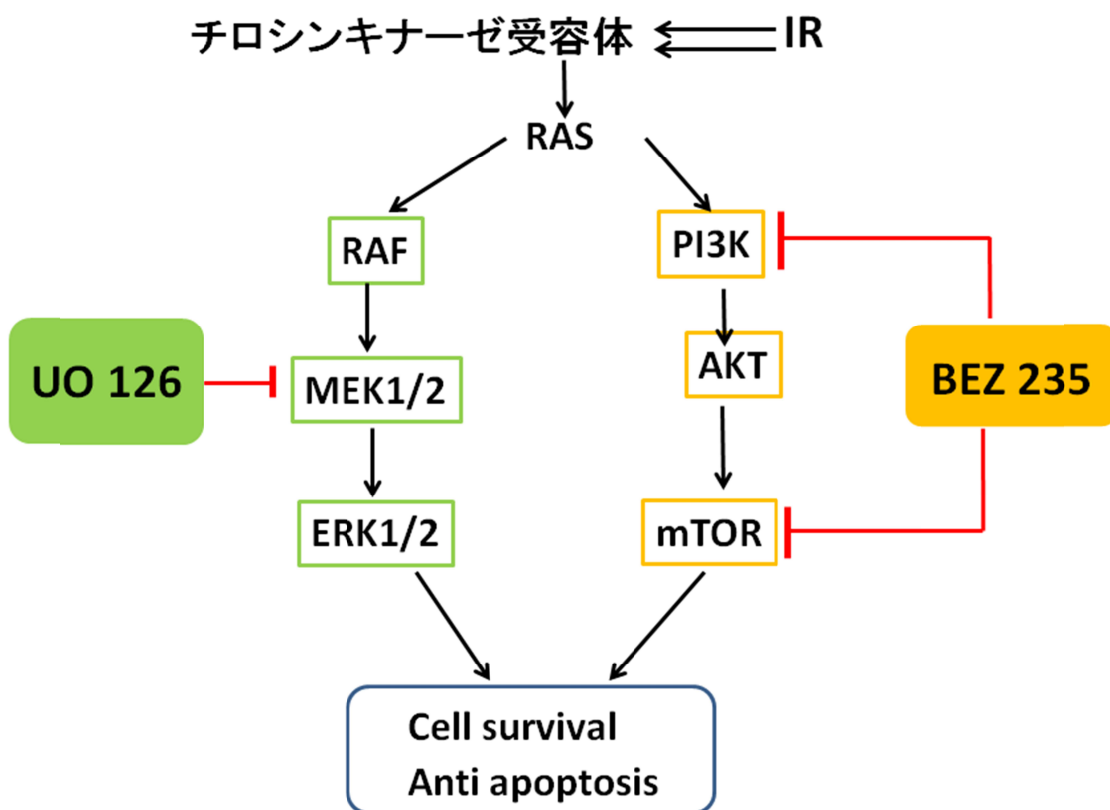 チロシンキナーゼ受容体 IR
RAS
RAF
PI3K
UO 126
MEK1/2
AKT
BEZ 235
ERK1/2
mTOR
Cell survival
Anti apoptosis